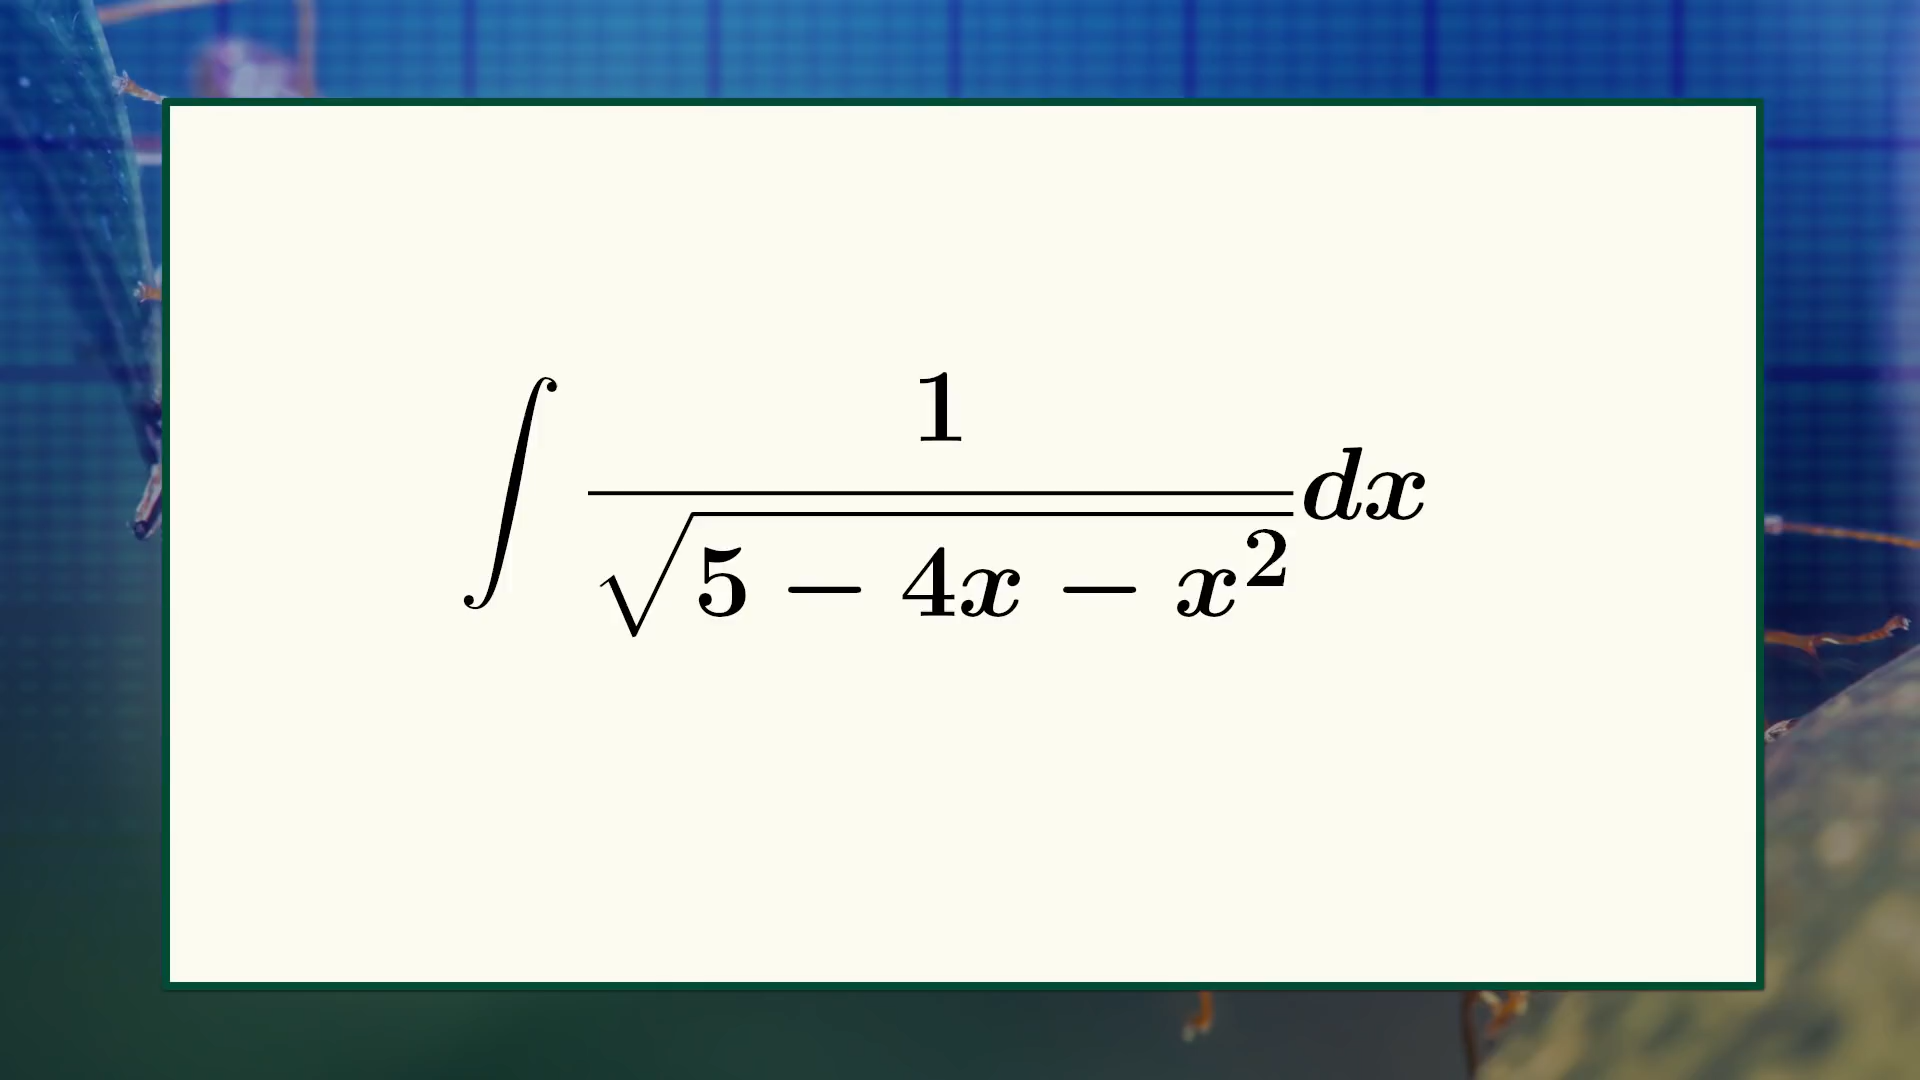 ∫ 1/√(5 − 4x − x²) dx